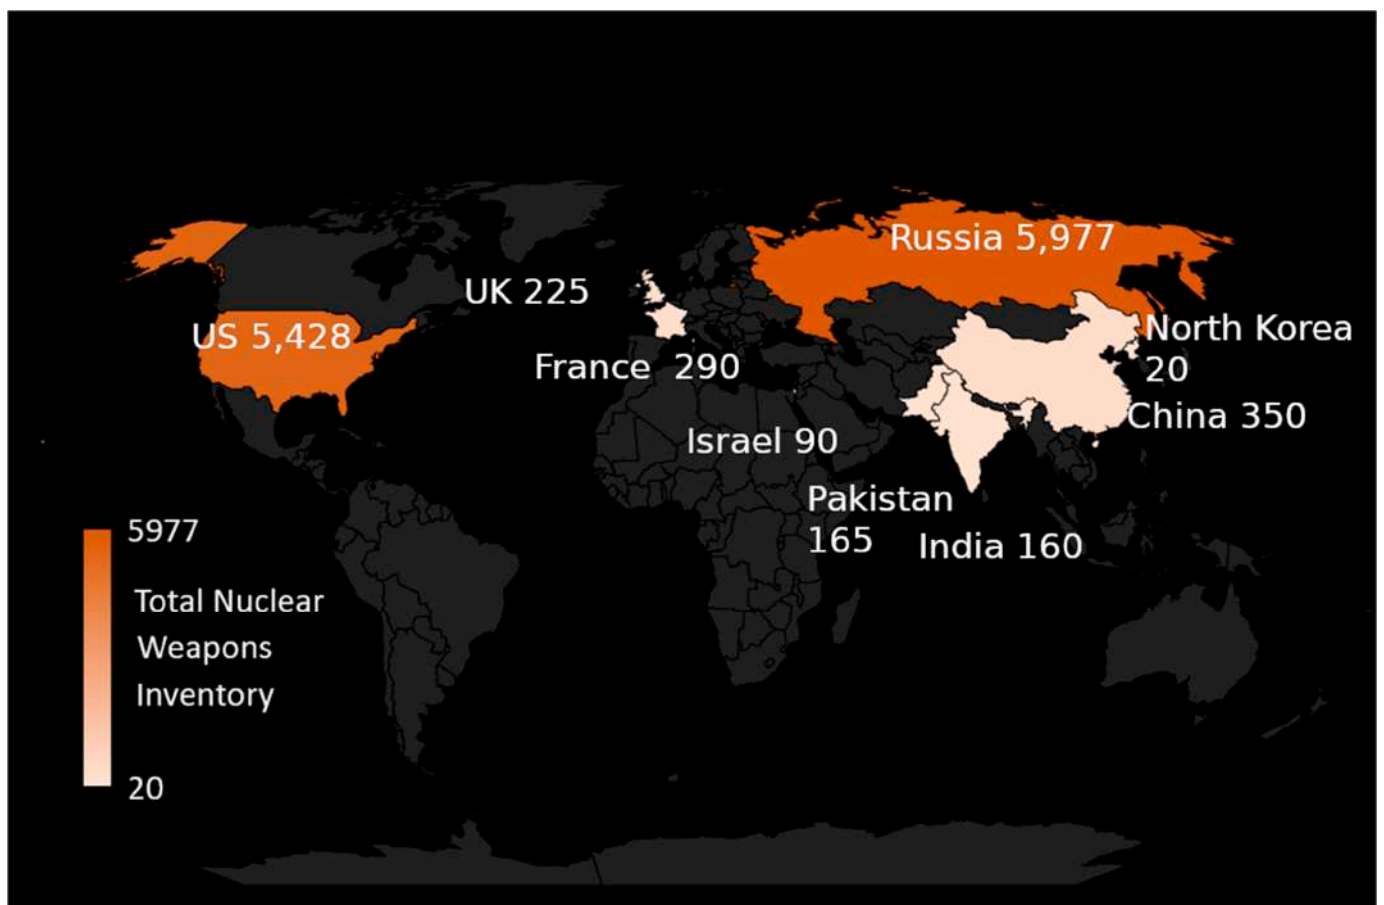 Russia 5,977
UK 225
US 5,428
North Korea
20
France 290
China 350
Israel 90
Pakistan
165
India 160
5977
Total Nuclear
Weapons
Inventory
20